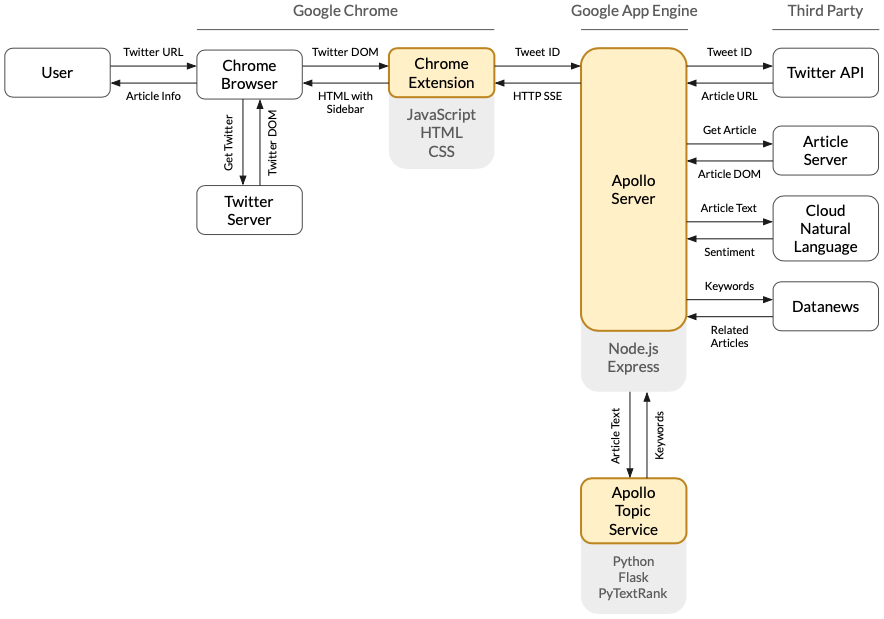 Google Chrome
Google App Engine
Third Party
User
Twitter URL
Article Info
Chrome
Browser
Twitter DOM
HTML with
Sidebar
Chrome
Extension
JavaScript
HTML
CSS
Tweet ID
HTTP SSE
Get Twitter
Twitter DOM
Twitter
Server
Apollo
Server
Node.js
Express
Tweet ID
Article URL
Twitter API
Get Article
Article DOM
Article
Server
Article Text
Sentiment
Cloud
Natural
Language
Keywords
Related
Articles
Datanews
Article Text
Keywords
Apollo
Topic
Service
Python
Flask
PyTextRank